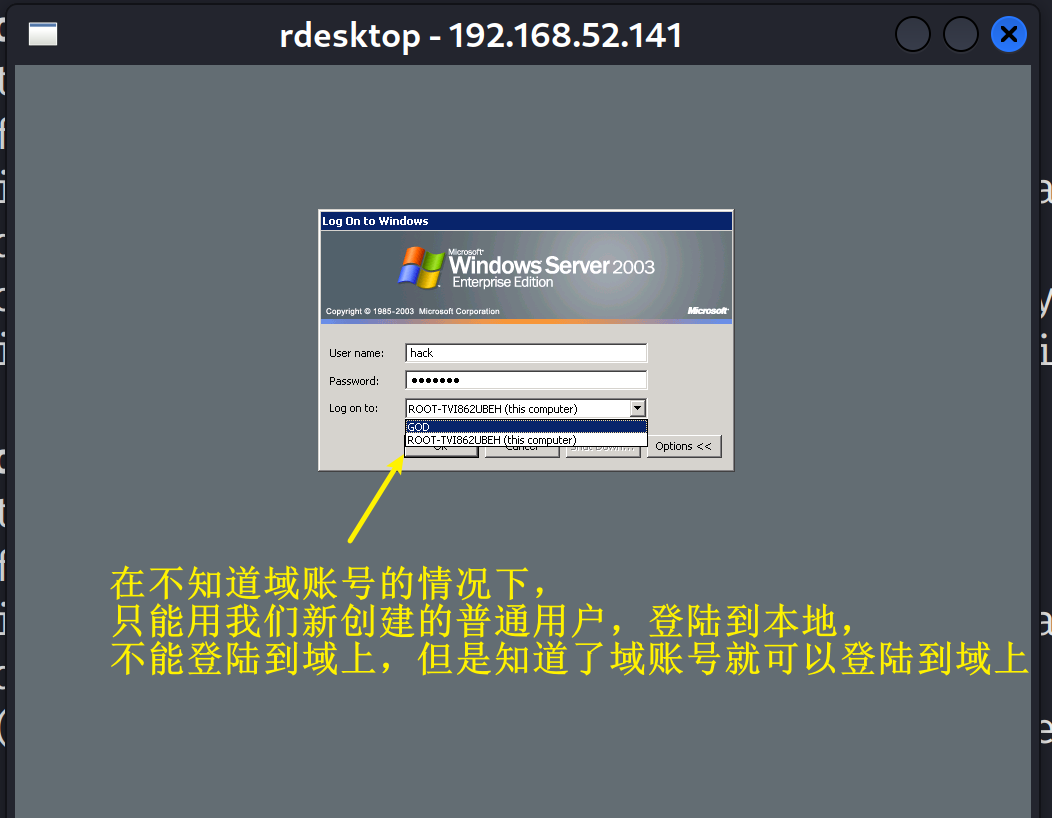 rdesktop - 192.168.52.141
Log On to Windows
Microsoft
Windows Server 2003
Enterprise Edition
Copyright © 1985-2003 Microsoft Corporation
Microsoft
User name:
hack
Password:
●●●●●●●
Log on to:
ROOT-TVI862UBEH (this computer)
GOD
ROOT-TVI862UBEH (this computer)
Options <<
在不知道域账号的情况下，
只能用我们新创建的普通用户，登陆到本地，
不能登陆到域上，但是知道了域账号就可以登陆到域上